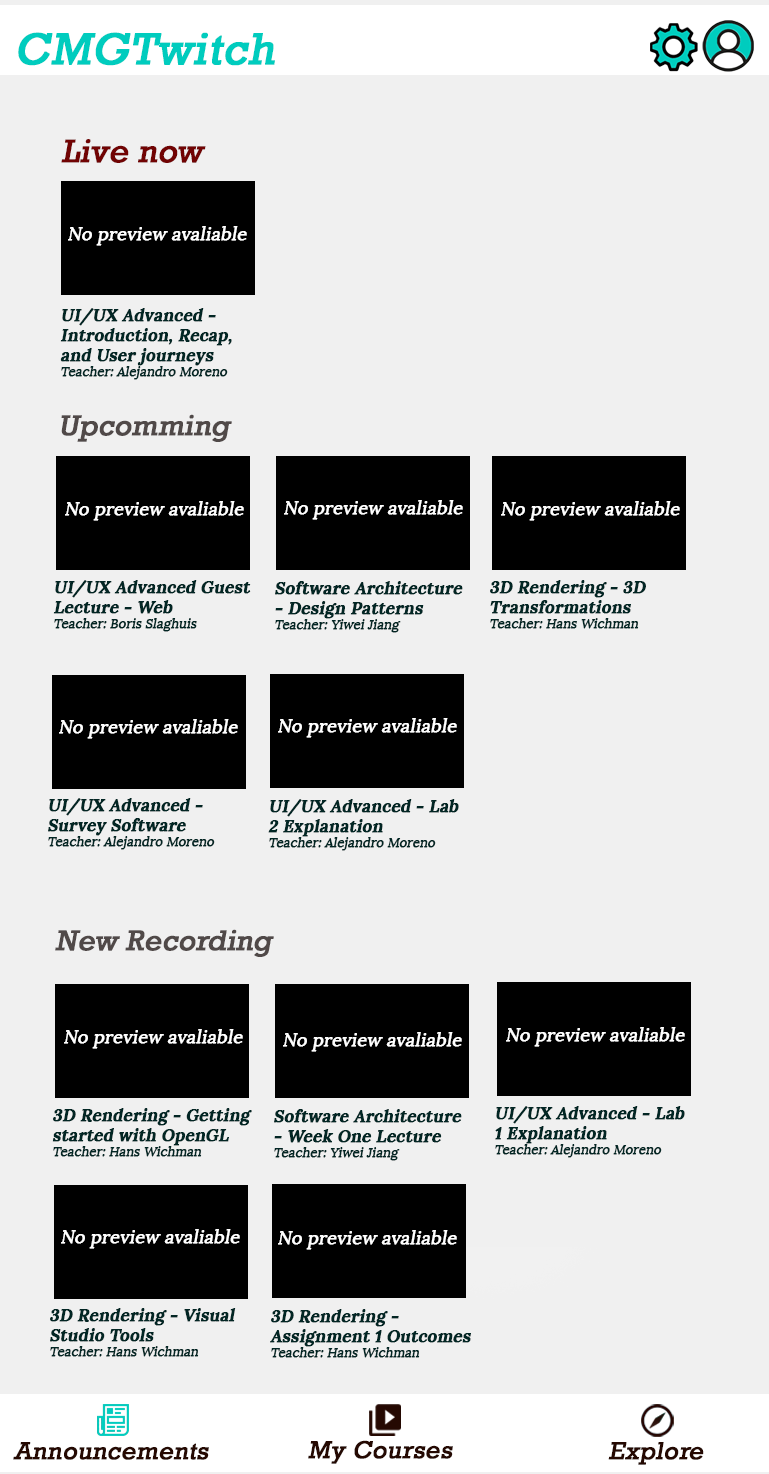 CMGTwitch
Live now
No preview avaliable
UI/UX Advanced -
Introduction, Recap,
and User journeys
Teacher: Alejandro Moreno
Upcomming
No preview avaliable
UI/UX Advanced Guest
Lecture - Web
Teacher: Boris Slaghuis
No preview avaliable
Software Architecture
- Design Patterns
Teacher: Yiwei Jiang
No preview avaliable
3D Rendering - 3D
Transformations
Teacher: Hans Wichman
No preview avaliable
UI/UX Advanced -
Survey Software
Teacher: Alejandro Moreno
No preview avaliable
UI/UX Advanced - Lab
2 Explanation
Teacher: Alejandro Moreno
New Recording
No preview avaliable
3D Rendering - Getting
started with OpenGL
Teacher: Hans Wichman
No preview avaliable
Software Architecture
- Week One Lecture
Teacher: Yiwei Jiang
No preview avaliable
UI/UX Advanced - Lab
1 Explanation
Teacher: Alejandro Moreno
No preview avaliable
3D Rendering - Visual
Studio Tools
Teacher: Hans Wichman
No preview avaliable
3D Rendering -
Assignment 1 Outcomes
Teacher: Hans Wichman
Announcements
My Courses
Explore